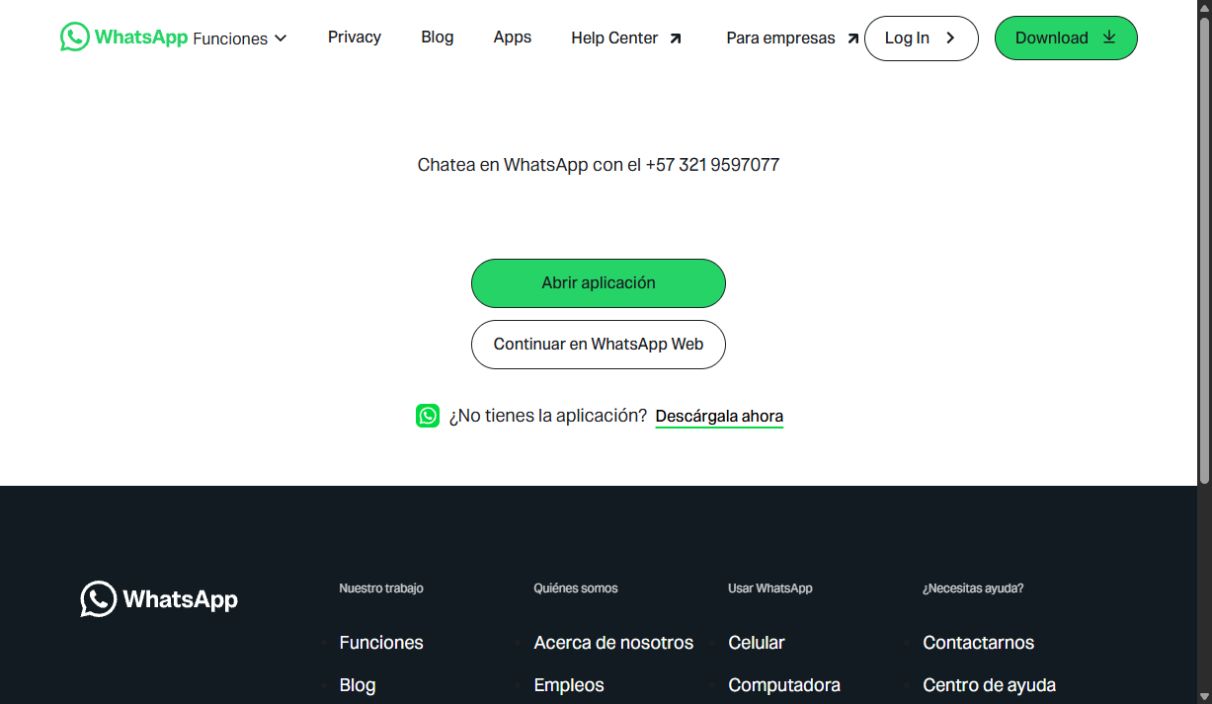 WhatsApp Funciones Privacy Blog Apps Help Center Para empresas Log In Download
Chatea en WhatsApp con el +57 321 9597077
Abrir aplicación
Continuar en WhatsApp Web
¿No tienes la aplicación? Descárgala ahora
WhatsApp
Nuestro trabajo Quiénes somos Usar WhatsApp ¿Necesitas ayuda?
Funciones Acerca de nosotros Celular Contactarnos
Blog Empleos Computadora Centro de ayuda